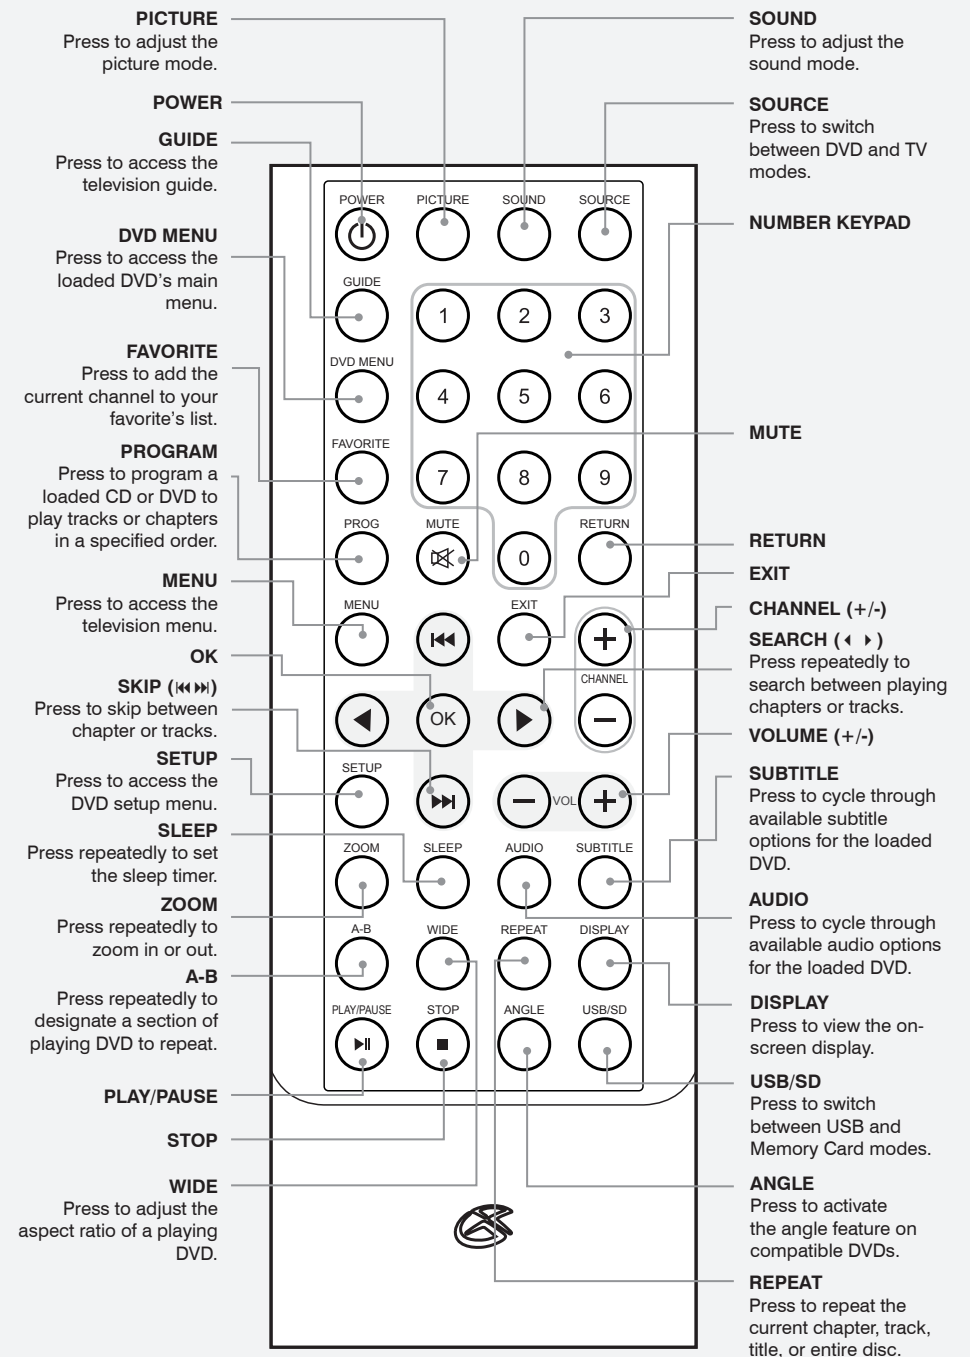 PICTURE
Press to adjust the
picture mode.
POWER
GUIDE
Press to access the
television guide.
DVD MENU
Press to access the
loaded DVD's main
menu.
FAVORITE
Press to add the
current channel to your
favorite's list.
PROGRAM
Press to program a
loaded CD or DVD to
play tracks or chapters
in a specified order.
MENU
Press to access the
television menu.
OK
SKIP (⏮ ⏭)
Press to skip between
chapter or tracks.
SETUP
Press to access the
DVD setup menu.
SLEEP
Press repeatedly to set
the sleep timer.
ZOOM
Press repeatedly to
zoom in or out.
A-B
Press repeatedly to
designate a section of
playing DVD to repeat.
PLAY/PAUSE
STOP
WIDE
Press to adjust the
aspect ratio of a playing
DVD.
POWER PICTURE SOUND SOURCE
GUIDE
1 2 3
DVD MENU
4 5 6
FAVORITE
7 8 9
PROG MUTE RETURN
0
MENU EXIT
CHANNEL
OK
SETUP
VOL
ZOOM SLEEP AUDIO SUBTITLE
A-B WIDE REPEAT DISPLAY
PLAY/PAUSE STOP ANGLE USB/SD
SOUND
Press to adjust the
sound mode.
SOURCE
Press to switch
between DVD and TV
modes.
NUMBER KEYPAD
MUTE
RETURN
EXIT
CHANNEL (+/-)
SEARCH (◂ ▸)
Press repeatedly to
search between playing
chapters or tracks.
VOLUME (+/-)
SUBTITLE
Press to cycle through
available subtitle
options for the loaded
DVD.
AUDIO
Press to cycle through
available audio options
for the loaded DVD.
DISPLAY
Press to view the on-
screen display.
USB/SD
Press to switch
between USB and
Memory Card modes.
ANGLE
Press to activate
the angle feature on
compatible DVDs.
REPEAT
Press to repeat the
current chapter, track,
title, or entire disc.